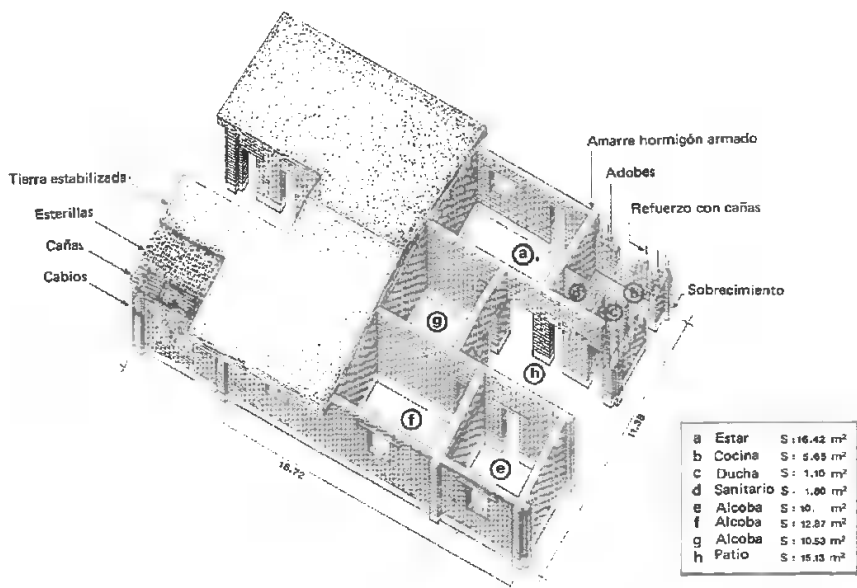 Amarre hormigón armado
Adobes
Refuerzo con cañas
Sobrecimiento
Tierra estabilizada
Esterillas
Cañas
Cabios
a
d
b
c
g
h
f
e
16.72
11.38
a Estar S:16.42 m²
b Cocina S: 5.65 m²
c Ducha S: 1.10 m²
d Sanitario S. 1.80 m²
e Alcoba S: 10. m²
f Alcoba S: 12.87 m²
g Alcoba S: 10.53 m²
h Patio S: 15.13 m²